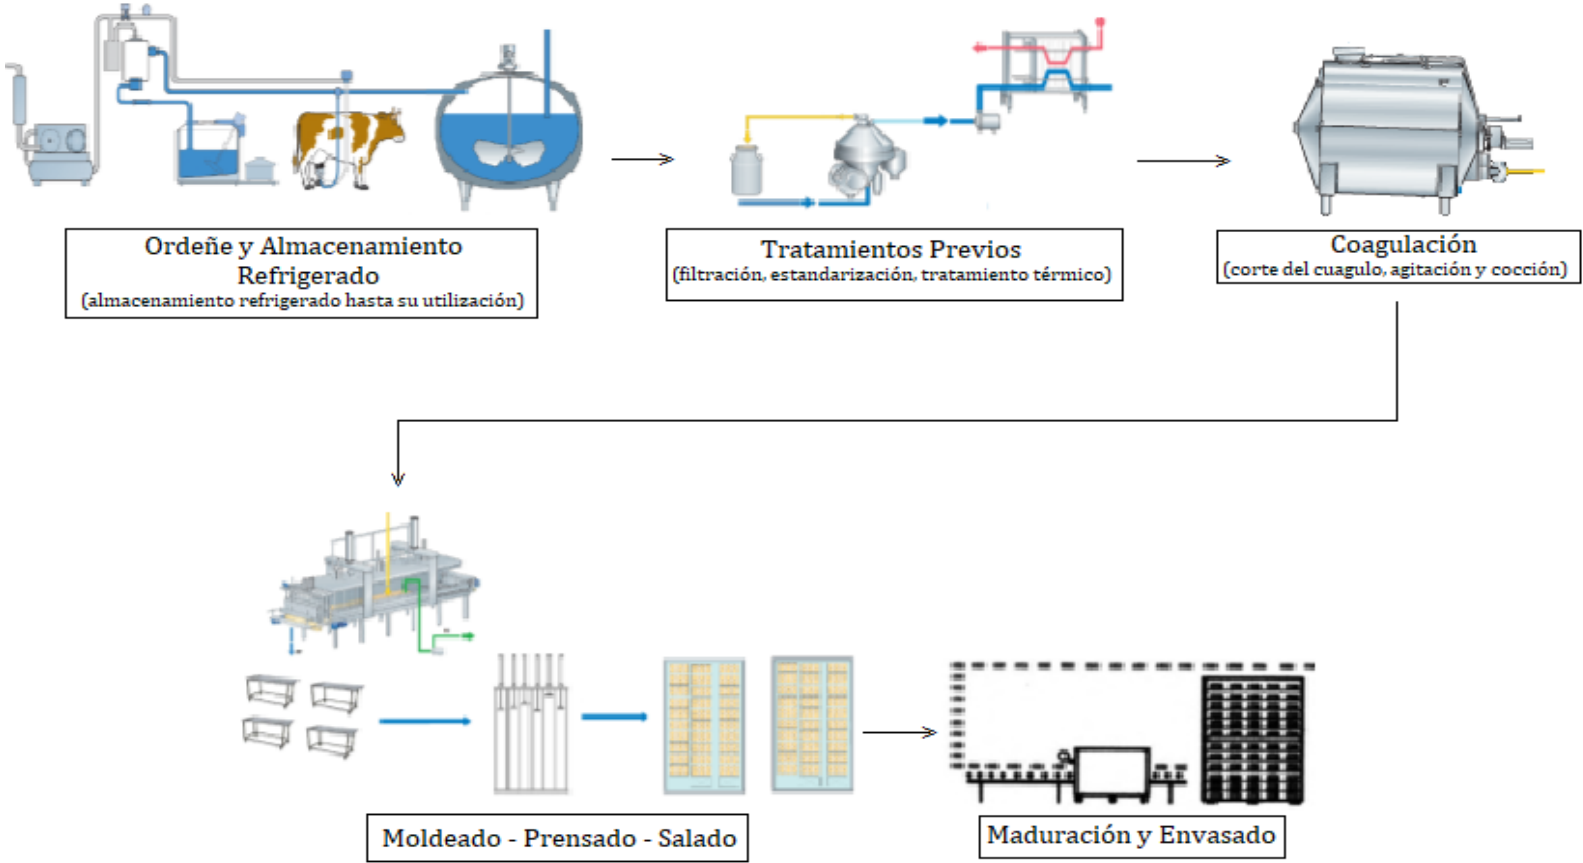 Ordeñe y Almacenamiento
Refrigerado
(almacenamiento refrigerado hasta su utilización)
Tratamientos Previos
(filtración, estandarización, tratamiento térmico)
Coagulación
(corte del cuagulo, agitación y cocción)
Moldeado - Prensado - Salado
Maduración y Envasado